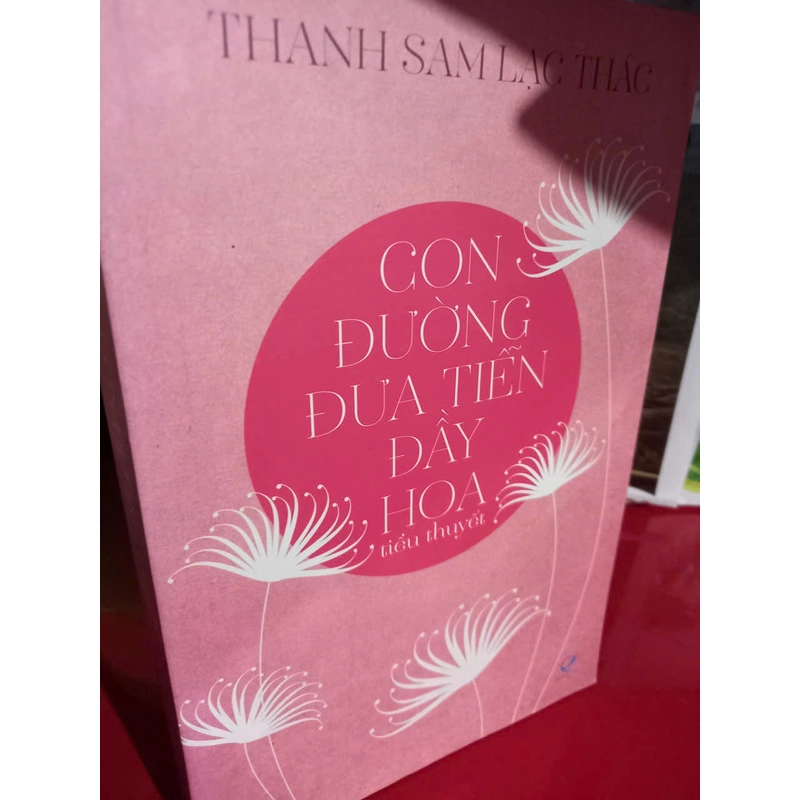 THANH SAM LẠC THÁC
CON
ĐƯỜNG
ĐƯA TIỄN
ĐẦY
HOA
tiểu thuyết